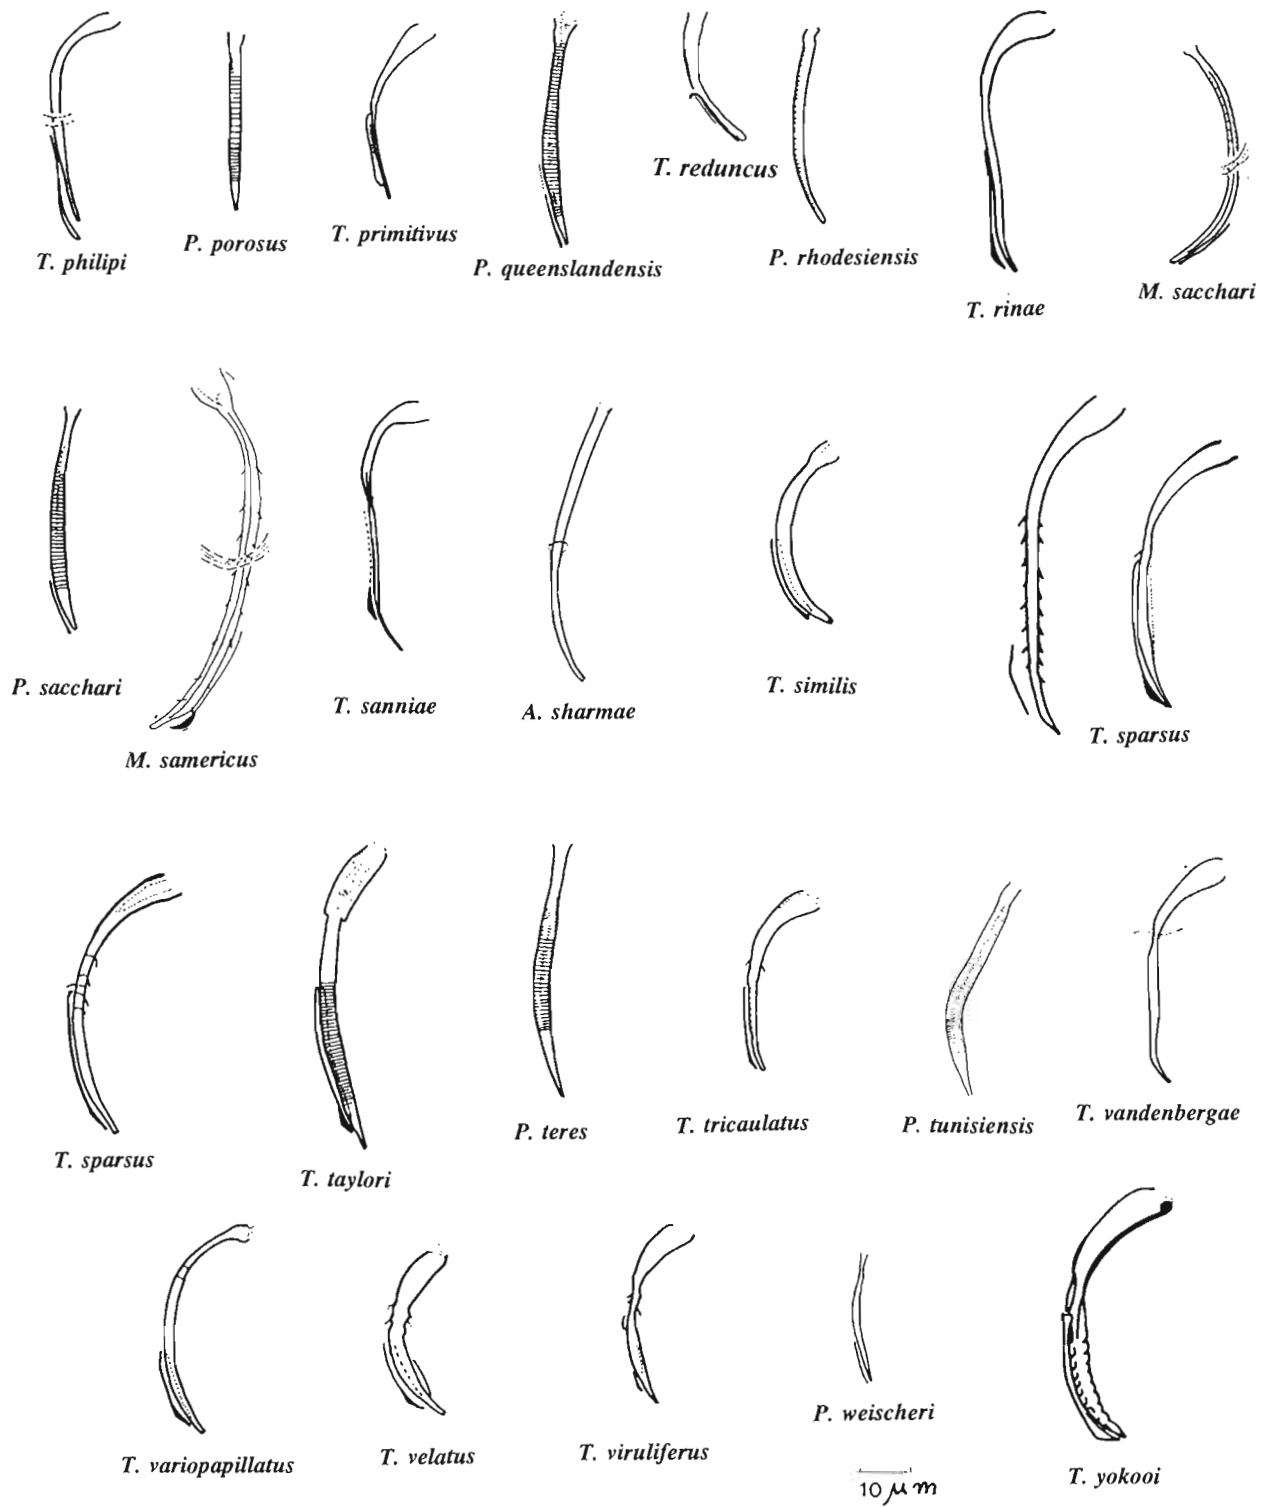 T. philipi
P. porosus
T. primitivus
P. queenslandensis
T. reduncus
P. rhodesiensis
T. rinae
M. sacchari
P. sacchari
M. samericus
T. sanniae
A. sharmae
T. similis
T. sparsus
T. sparsus
T. taylori
P. teres
T. tricaulatus
P. tunisiensis
T. vandenbergae
T. variopapillatus
T. velatus
T. viruliferus
P. weischeri
10 μm
T. yokooi